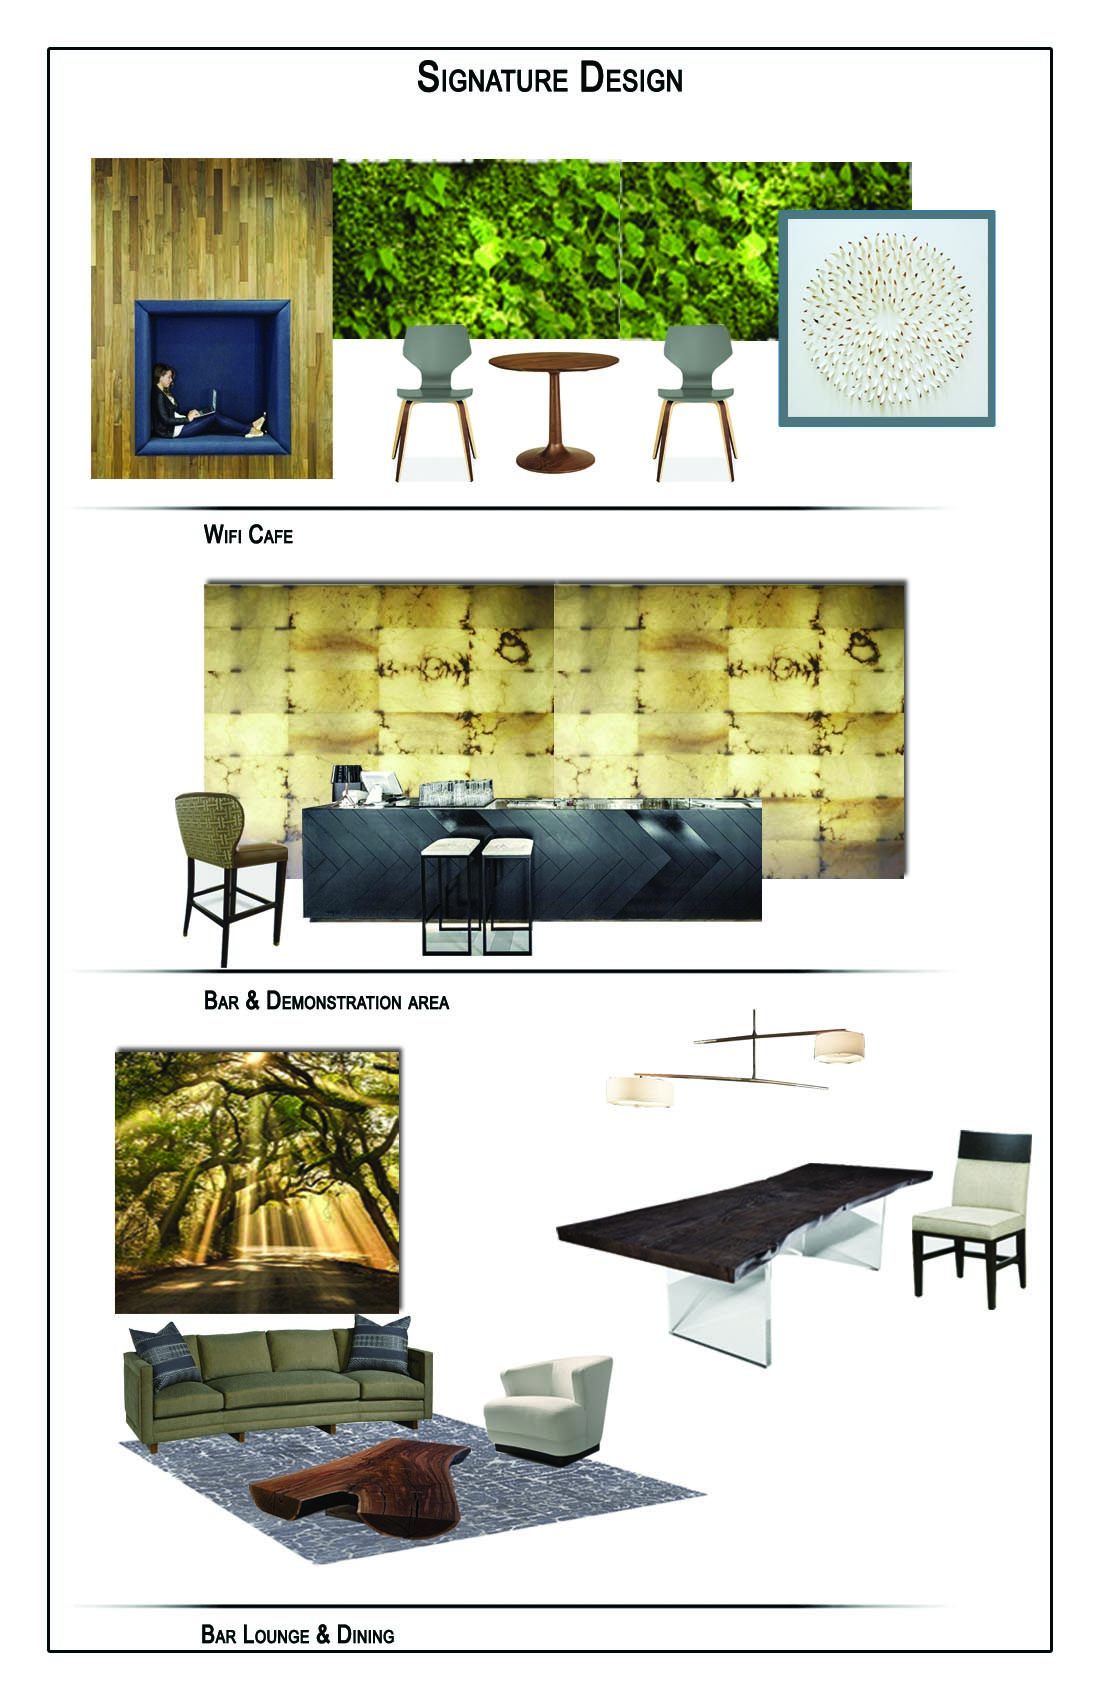 Signature Design
Wifi Cafe
Bar & Demonstration area
Bar Lounge & Dining